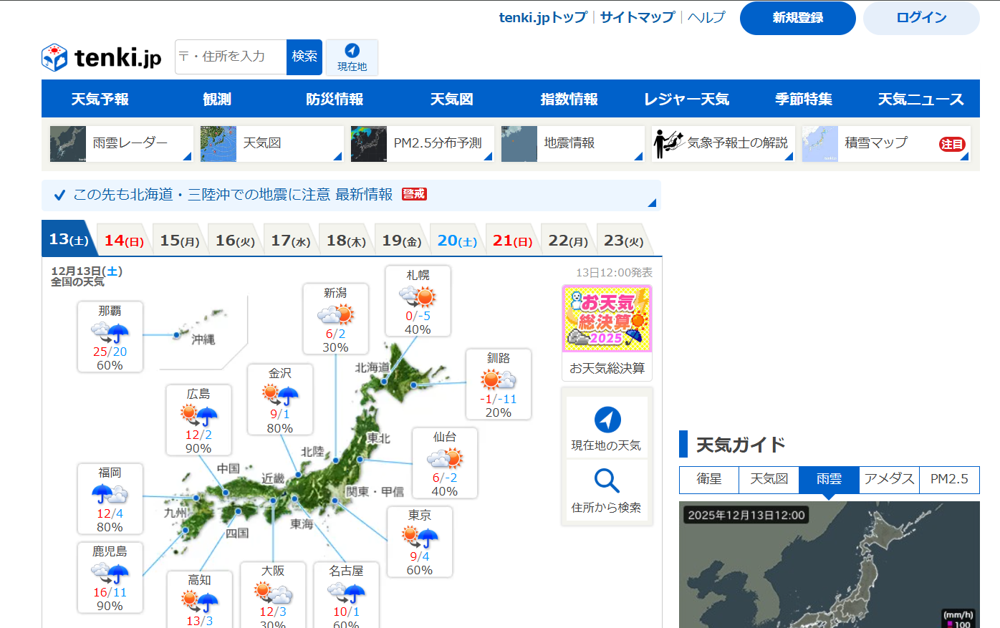 tenki.jpトップ | サイトマップ | ヘルプ 新規登録 ログイン
tenki.jp 〒・住所を入力 検索 現在地
天気予報 観測 防災情報 天気図 指数情報 レジャー天気 季節特集 天気ニュース
雨雲レーダー 天気図 PM2.5分布予測 地震情報 気象予報士の解説 積雪マップ 注目
この先も北海道・三陸沖での地震に注意 最新情報 警戒
13(土) 14(日) 15(月) 16(火) 17(水) 18(木) 19(金) 20(土) 21(日) 22(月) 23(火)
12月13日(土)
全国の天気
13日12:00発表
札幌
0/-5
40%
新潟
6/2
30%
那覇
25/20
60%
沖縄
釧路
-1/-11
20%
北海道
金沢
9/1
80%
広島
12/2
90%
仙台
6/-2
40%
東北
北陸
中国
近畿
関東・甲信
福岡
12/4
80%
九州
四国
東海
東京
9/4
60%
鹿児島
16/11
90%
高知
13/3
大阪
12/3
30%
名古屋
10/1
60%
お天気
総決算
2025
お天気総決算
現在地の天気
住所から検索
天気ガイド
衛星 天気図 雨雲 アメダス PM2.5
2025年12月13日12:00
(mm/h)
100